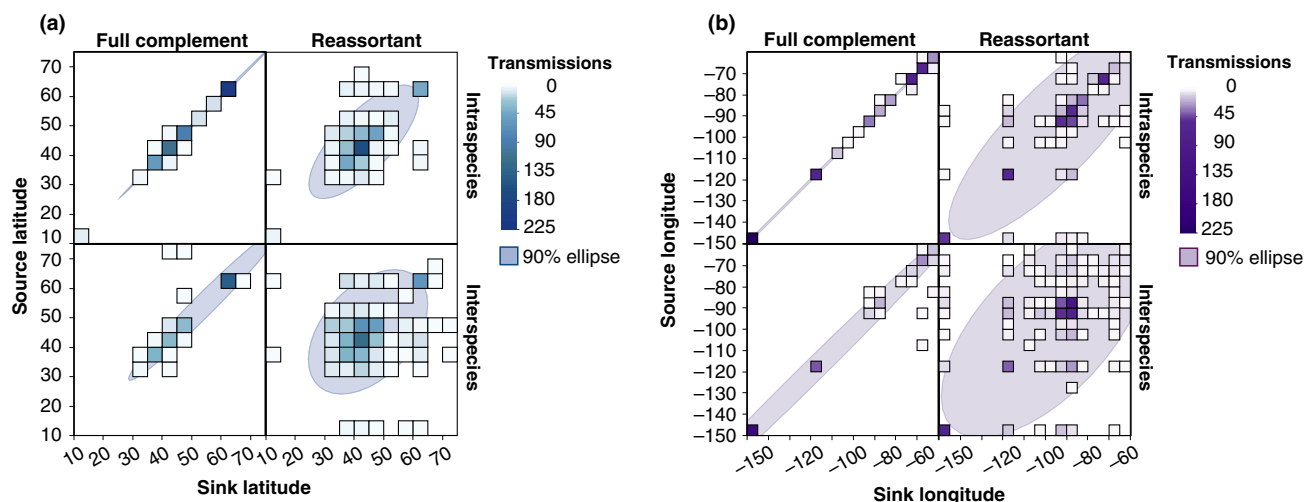 (a)
Full complement Reassortant
Transmissions
0
45
90
135
180
225
90% ellipse
Intraspecies
Interspecies
Source latitude
70
60
50
40
30
20
10
70
60
50
40
30
20
10
10 20 30 40 50 60 70 10 20 30 40 50 60 70
Sink latitude
(b)
Full complement Reassortant
Transmissions
0
45
90
135
180
225
90% ellipse
Intraspecies
Interspecies
Source longitude
−70
−80
−90
−100
−110
−120
−130
−140
−150
−70
−80
−90
−100
−110
−120
−130
−140
−150
−150 −120 −100 −80 −60 −150 −120 −100 −80 −60
Sink longitude